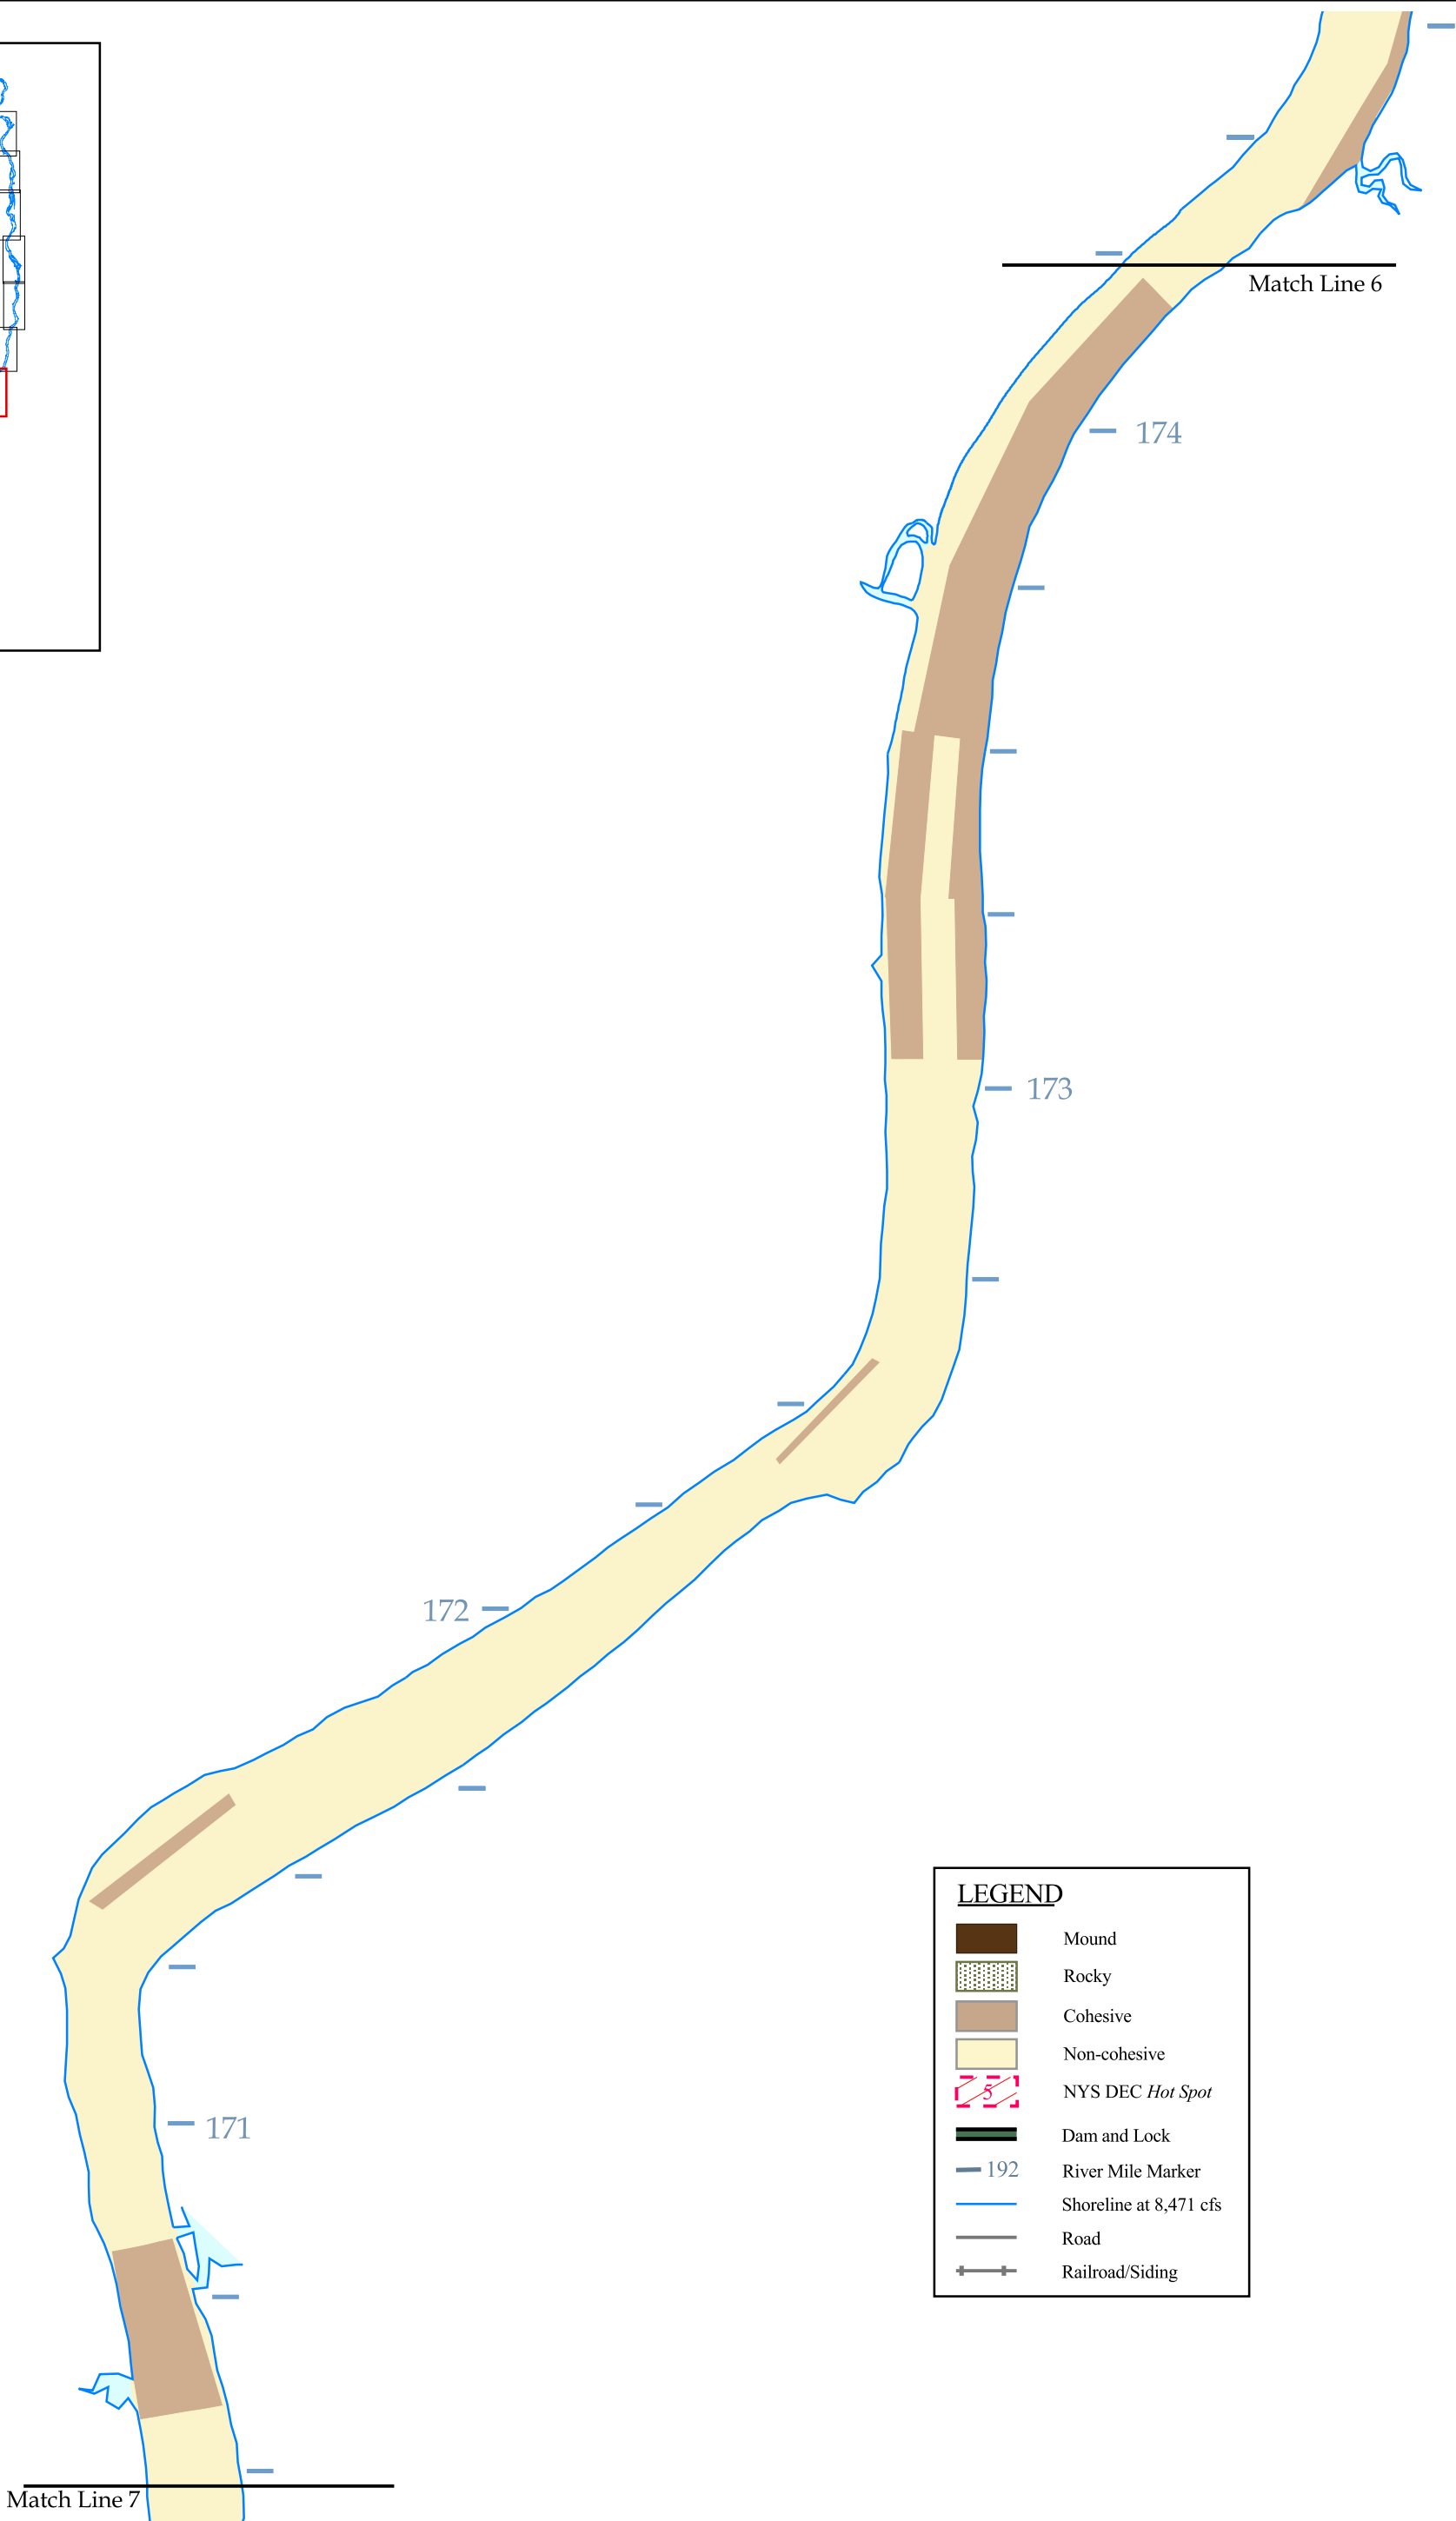 Match Line 6
174
173
172
LEGEND
Mound
Rocky
Cohesive
Non-cohesive
5 NYS DEC Hot Spot
171
Dam and Lock
192 River Mile Marker
Shoreline at 8,471 cfs
Road
Railroad/Siding
Match Line 7